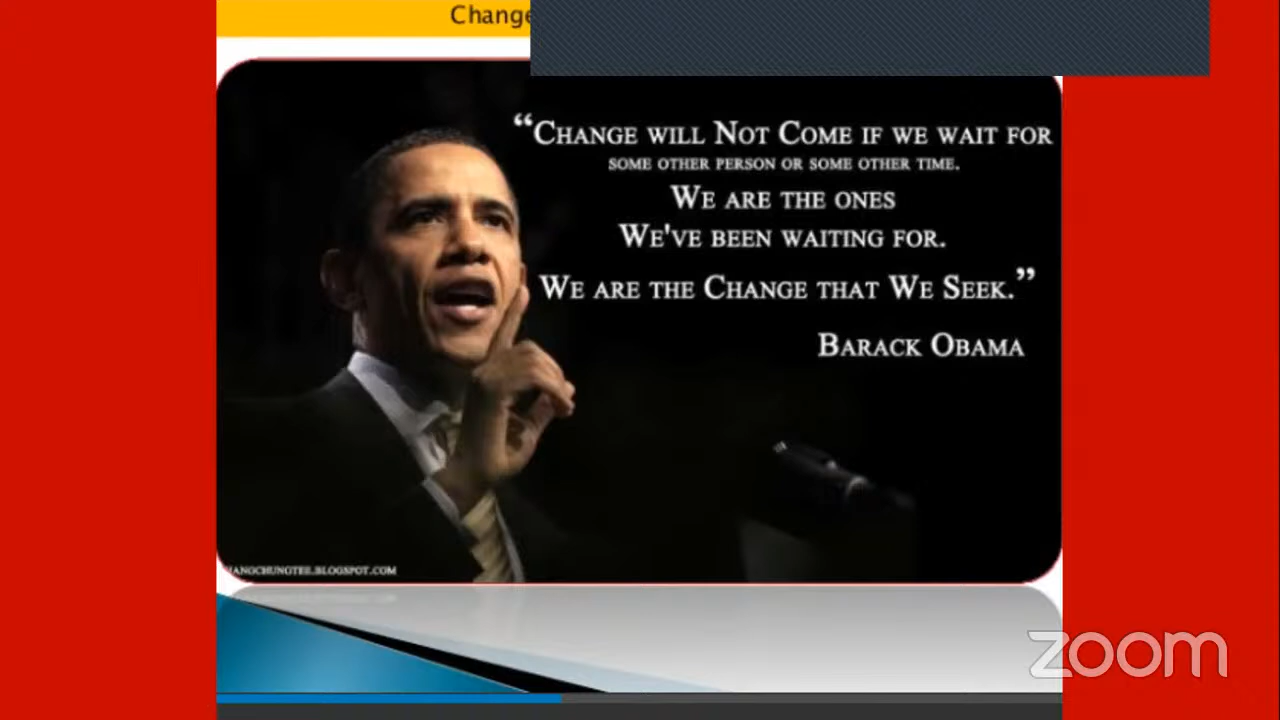 Change
“Change will Not Come if we wait for
some other person or some other time.
We are the ones
We've been waiting for.
We are the Change that We Seek.”
Barack Obama
zoom